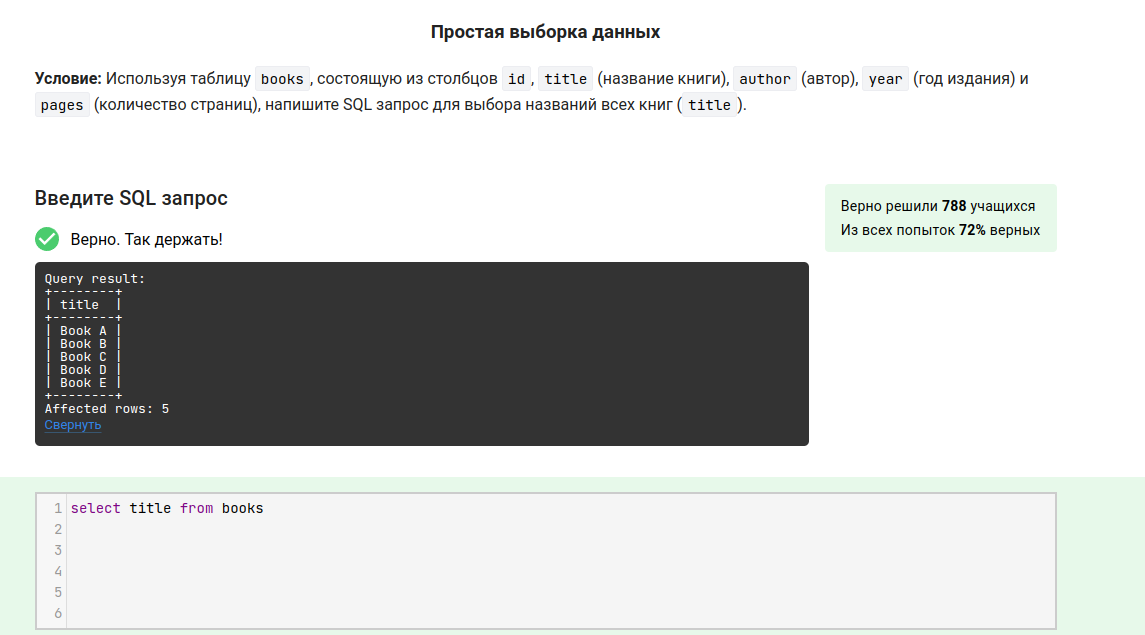 Простая выборка данных
Условие: Используя таблицу books, состоящую из столбцов id, title (название книги), author (автор), year (год издания) и
pages (количество страниц), напишите SQL запрос для выбора названий всех книг ( title ).
Введите SQL запрос
Верно. Так держать!
Верно решили 788 учащихся
Из всех попыток 72% верных
Query result:
+--------+
| title  |
+--------+
| Book A |
| Book B |
| Book C |
| Book D |
| Book E |
+--------+
Affected rows: 5
Свернуть
1 select title from books
2
3
4
5
6